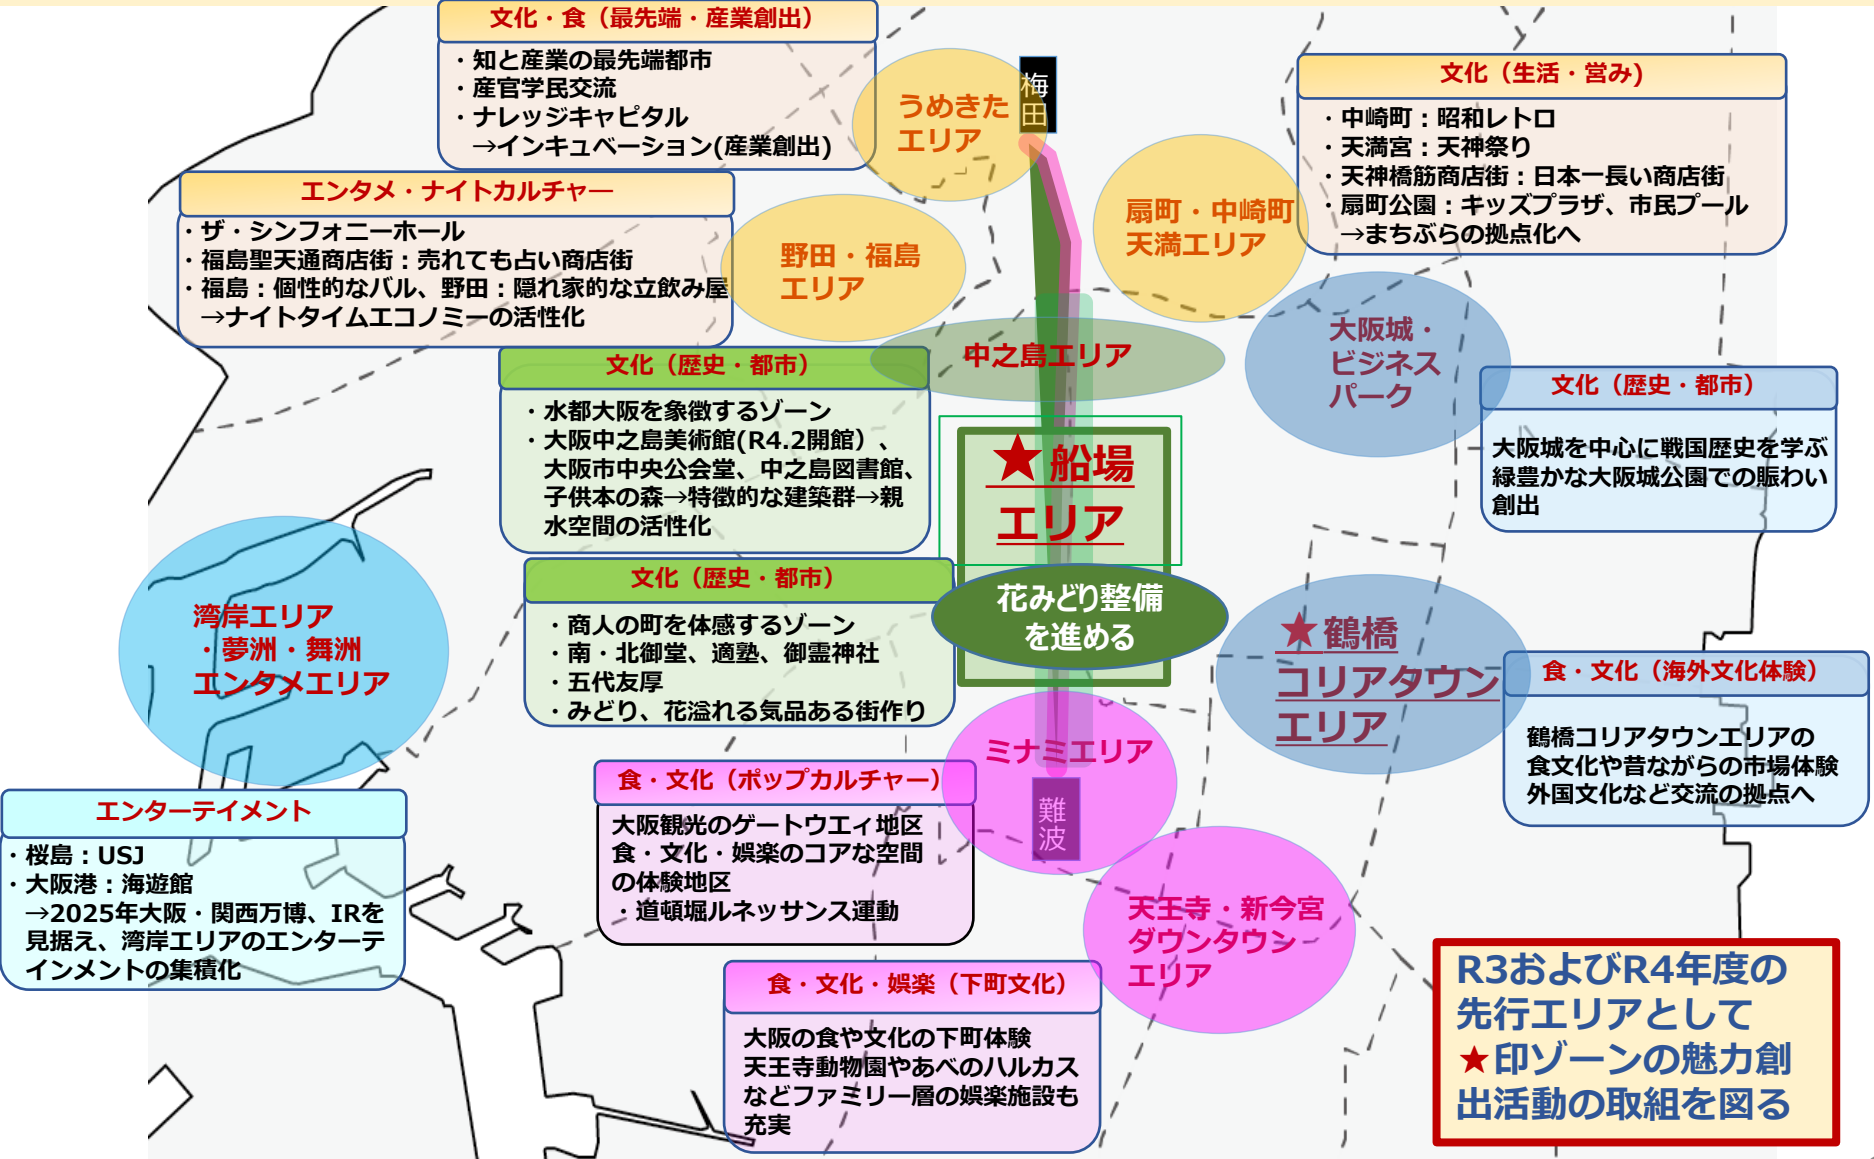 文化・食（最先端・産業創出）
・知と産業の最先端都市
・産官学民交流
・ナレッジキャピタル
→インキュベーション(産業創出)
うめきた
エリア
梅田
文化（生活・営み)
・中崎町：昭和レトロ
・天満宮：天神祭り
・天神橋筋商店街：日本一長い商店街
・扇町公園：キッズプラザ、市民プール
→まちぶらの拠点化へ
エンタメ・ナイトカルチャー
・ザ・シンフォニーホール
・福島聖天通商店街：売れても占い商店街
・福島：個性的なバル、野田：隠れ家的な立飲み屋
→ナイトタイムエコノミーの活性化
野田・福島
エリア
扇町・中崎町
天満エリア
中之島エリア
大阪城・
ビジネス
パーク
文化（歴史・都市）
・水都大阪を象徴するゾーン
・大阪中之島美術館(R4.2開館）、
大阪市中央公会堂、中之島図書館、
子供本の森→特徴的な建築群→親
水空間の活性化
文化（歴史・都市）
大阪城を中心に戦国歴史を学ぶ
緑豊かな大阪城公園での賑わい
創出
★船場
エリア
花みどり整備
を進める
湾岸エリア
・夢洲・舞洲
エンタメエリア
文化（歴史・都市）
・商人の町を体感するゾーン
・南・北御堂、適塾、御霊神社
・五代友厚
・みどり、花溢れる気品ある街作り
★鶴橋
コリアタウン
エリア
食・文化（海外文化体験）
鶴橋コリアタウンエリアの
食文化や昔ながらの市場体験
外国文化など交流の拠点へ
ミナミエリア
難波
食・文化（ポップカルチャー）
大阪観光のゲートウエィ地区
食・文化・娯楽のコアな空間
の体験地区
・道頓堀ルネッサンス運動
エンターテイメント
・桜島：USJ
・大阪港：海遊館
→2025年大阪・関西万博、IRを
見据え、湾岸エリアのエンターテ
インメントの集積化
天王寺・新今宮
ダウンタウン
エリア
食・文化・娯楽（下町文化）
大阪の食や文化の下町体験
天王寺動物園やあべのハルカス
などファミリー層の娯楽施設も
充実
R3およびR4年度の
先行エリアとして
★印ゾーンの魅力創
出活動の取組を図る